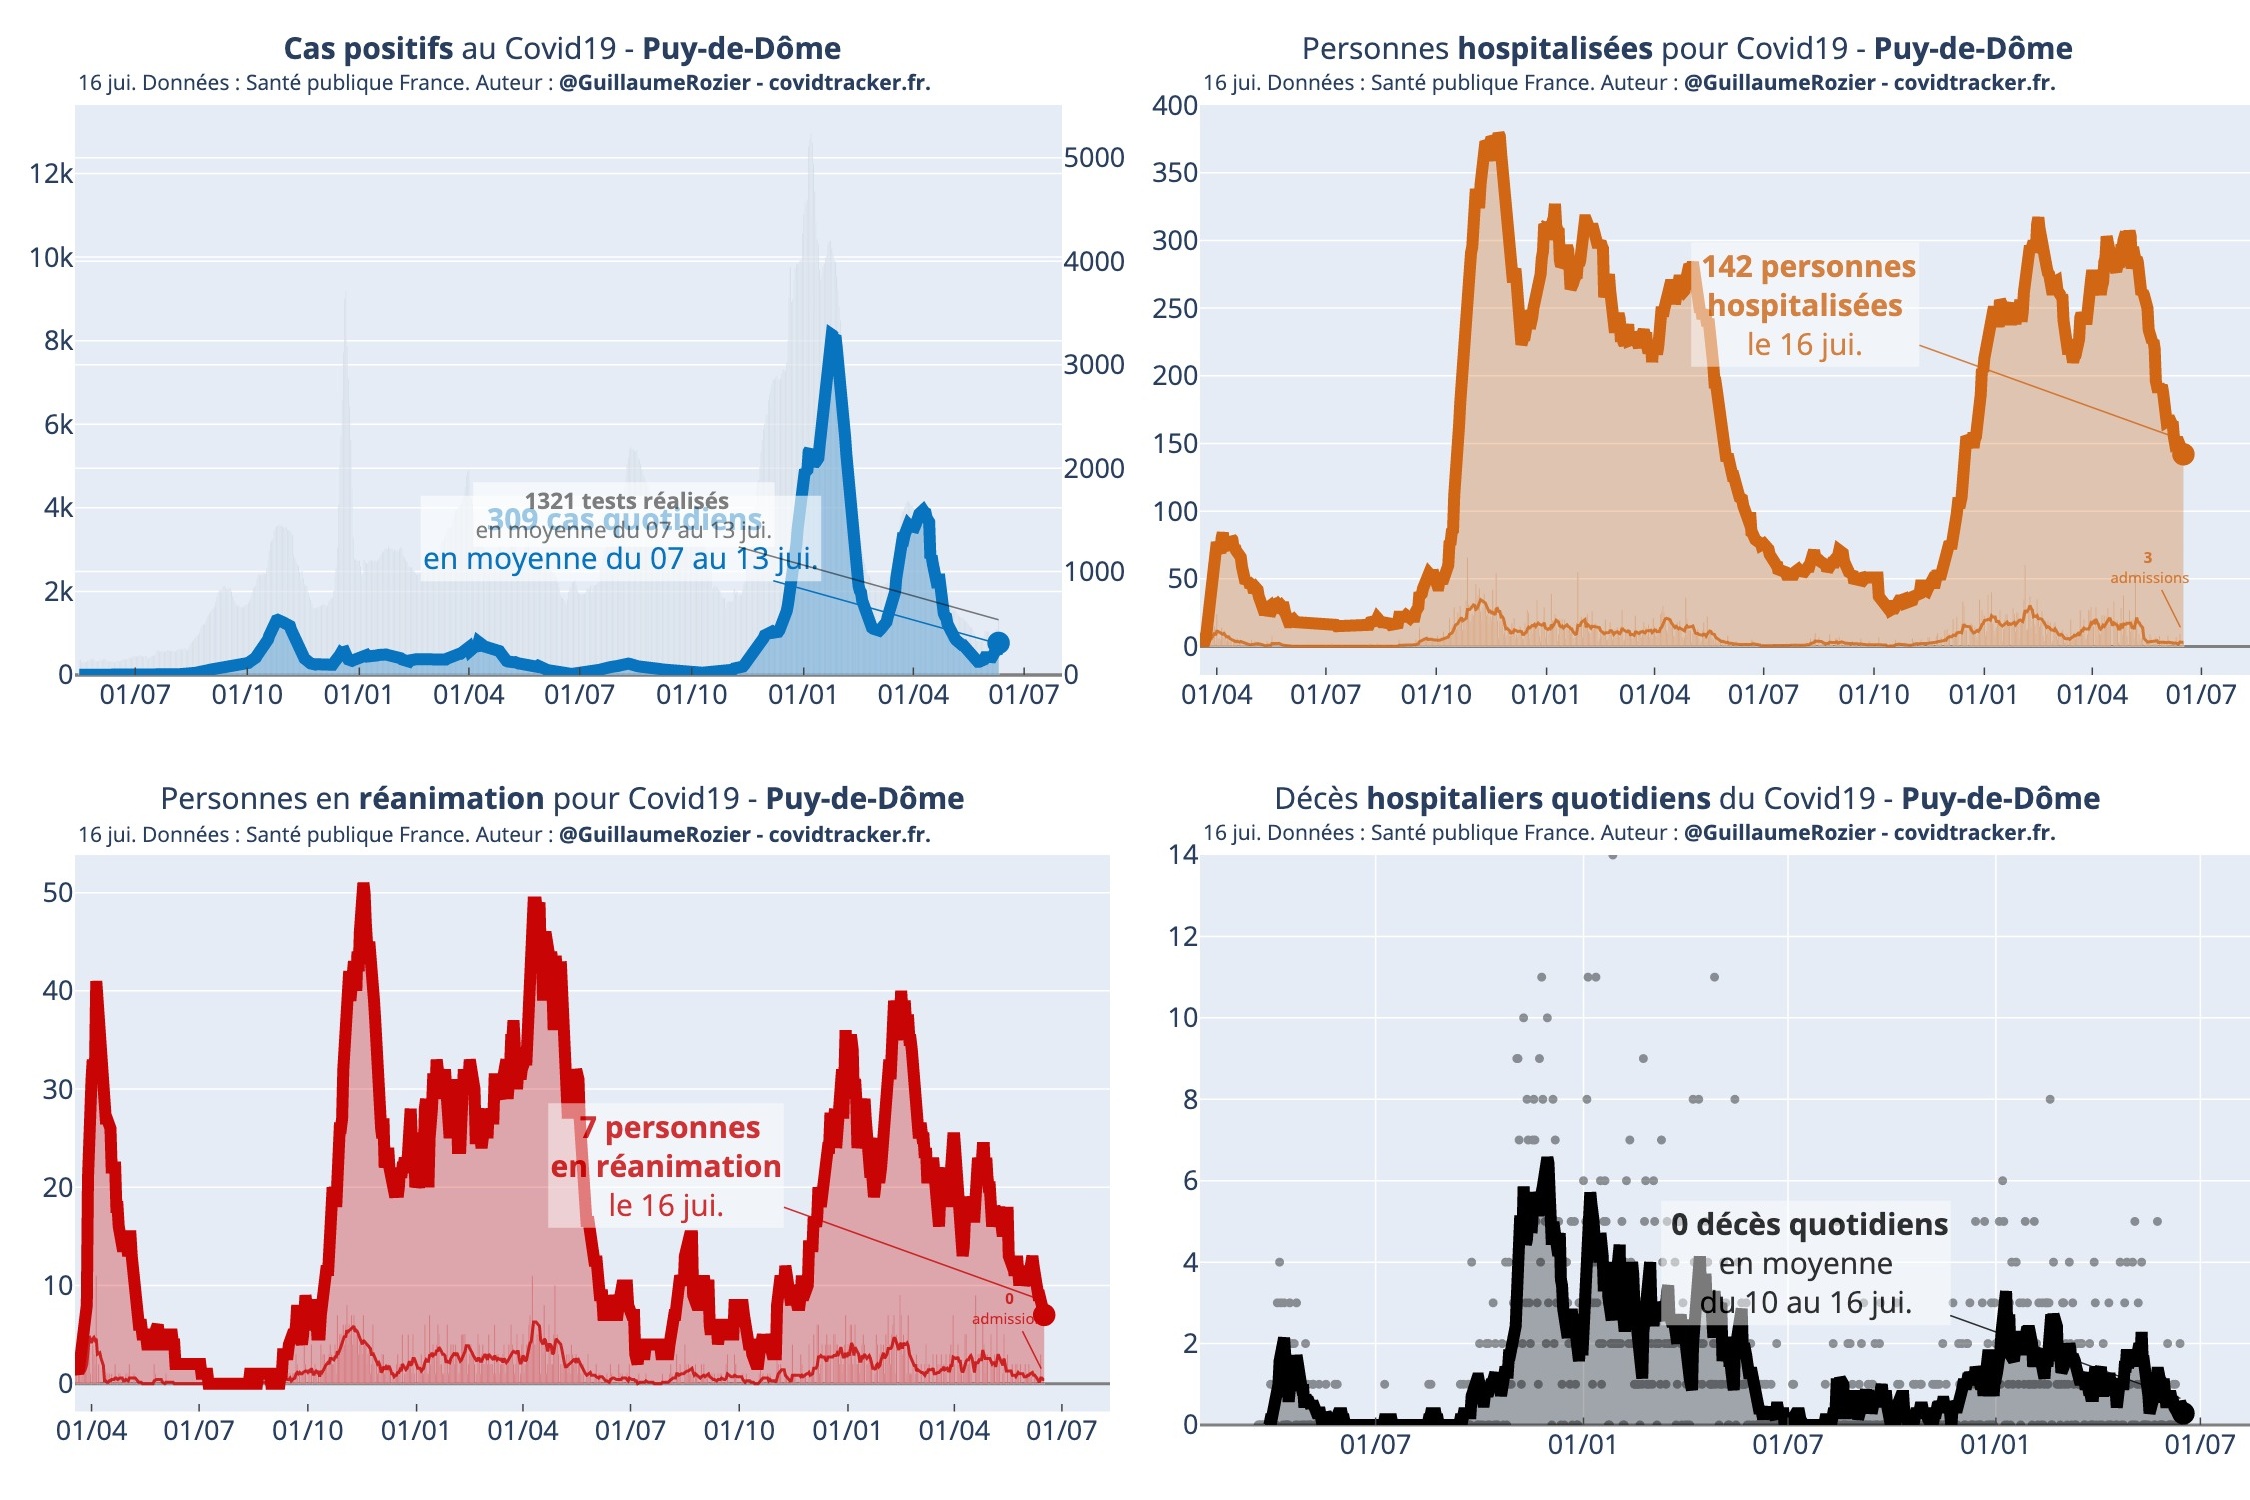 Cas positifs au Covid19 - Puy-de-Dôme
16 jui. Données : Santé publique France. Auteur : @GuillaumeRozier - covidtracker.fr.
12k
10k
8k
6k
4k
2k
0
5000
4000
3000
2000
1000
0
1321 tests réalisés
en moyenne du 07 au 13 jui.
309 cas quotidiens
en moyenne du 07 au 13 jui.
01/07 01/10 01/01 01/04 01/07 01/10 01/01 01/04 01/07
Personnes hospitalisées pour Covid19 - Puy-de-Dôme
16 jui. Données : Santé publique France. Auteur : @GuillaumeRozier - covidtracker.fr.
400
350
300
250
200
150
100
50
0
142 personnes
hospitalisées
le 16 jui.
3
admissions
01/04 01/07 01/10 01/01 01/04 01/07 01/10 01/01 01/04 01/07
Personnes en réanimation pour Covid19 - Puy-de-Dôme
16 jui. Données : Santé publique France. Auteur : @GuillaumeRozier - covidtracker.fr.
50
40
30
20
10
0
7 personnes
en réanimation
le 16 jui.
0
admissio
01/04 01/07 01/10 01/01 01/04 01/07 01/10 01/01 01/04 01/07
Décès hospitaliers quotidiens du Covid19 - Puy-de-Dôme
16 jui. Données : Santé publique France. Auteur : @GuillaumeRozier - covidtracker.fr.
14
12
10
8
6
4
2
0
0 décès quotidiens
en moyenne
du 10 au 16 jui.
01/07 01/01 01/07 01/01 01/07